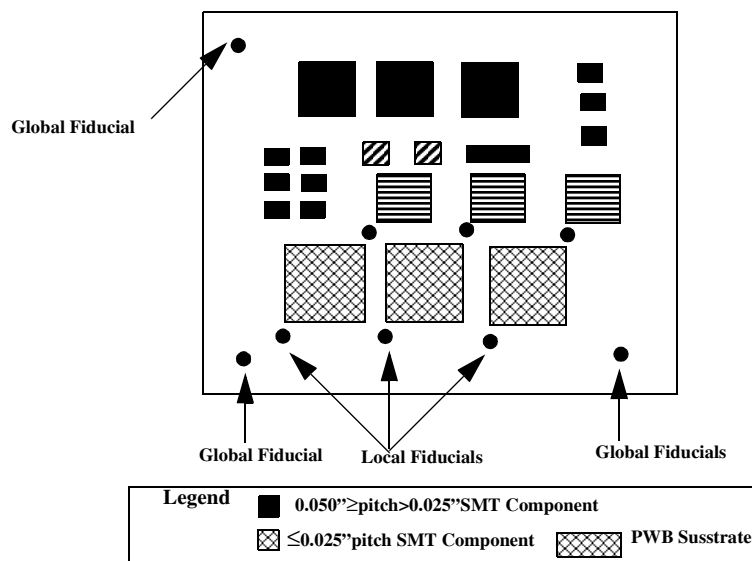 Global Fiducial
Global Fiducial
Local Fiducials
Global Fiducials
Legend
0.050”≥pitch>0.025”SMT Component
≤0.025”pitch SMT Component
PWB Susstrate